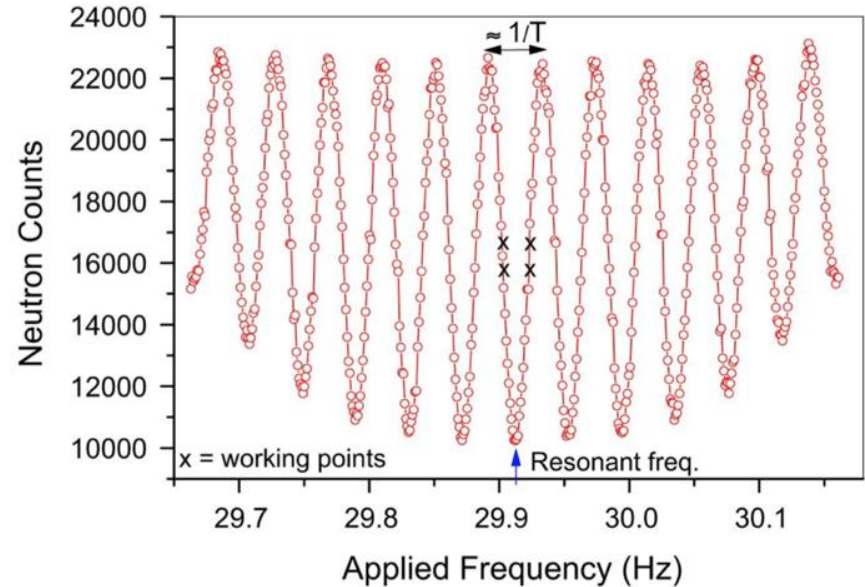 24000
22000
20000
18000
16000
14000
12000
10000
Neutron Counts
≈ 1/T
x
x
x
x
x = working points
Resonant freq.
29.7
29.8
29.9
30.0
30.1
Applied Frequency (Hz)